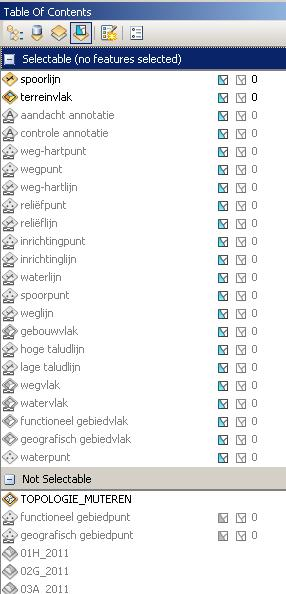 Table Of Contents
Selectable (no features selected)
spoorlijn 0
terreinvlak 0
aandacht annotatie 0
controle annotatie 0
weg-hartpunt 0
wegpunt 0
weg-hartlijn 0
reliëfpunt 0
reliëflijn 0
inrichtingpunt 0
inrichtinglijn 0
waterlijn 0
spoorpunt 0
weglijn 0
gebouwvlak 0
hoge taludlijn 0
lage taludlijn 0
wegvlak 0
watervlak 0
functioneel gebiedvlak 0
geografisch gebiedvlak 0
waterpunt 0
Not Selectable
TOPOLOGIE_MUTEREN
functioneel gebiedpunt 0
geografisch gebiedpunt 0
01H_2011
02G_2011
03A_2011